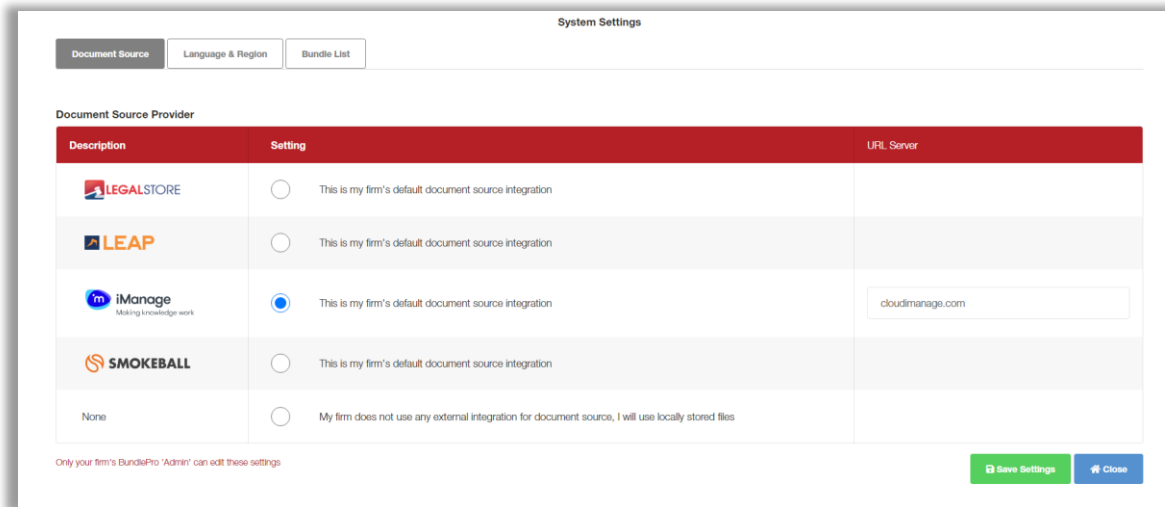 System Settings
Document Source Language & Region Bundle List
Document Source Provider
Description Setting URL Server
LEGALSTORE This is my firm's default document source integration
LEAP This is my firm's default document source integration
m iManage
Making knowledge work This is my firm's default document source integration cloudimanage.com
SMOKEBALL This is my firm's default document source integration
None My firm does not use any external integration for document source, I will use locally stored files
Only your firm's BundlePro 'Admin' can edit these settings
Save Settings Close